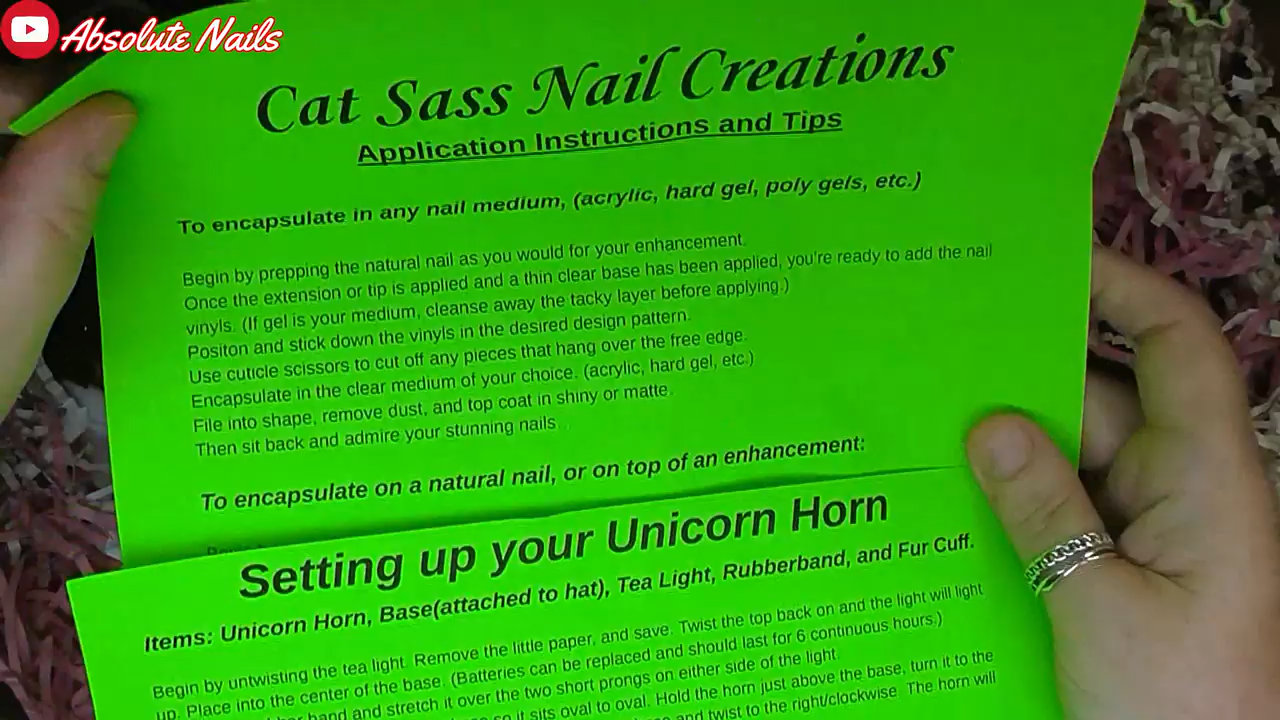 Absolute Nails
Cat Sass Nail Creations
Application Instructions and Tips
To encapsulate in any nail medium, (acrylic, hard gel, poly gels, etc.)
Begin by prepping the natural nail as you would for your enhancement.
Once the extension or tip is applied and a thin clear base has been applied, you're ready to add the nail
vinyls. (If gel is your medium, cleanse away the tacky layer before applying.)
Positon and stick down the vinyls in the desired design pattern.
Use cuticle scissors to cut off any pieces that hang over the free edge.
Encapsulate in the clear medium of your choice. (acrylic, hard gel, etc.)
File into shape, remove dust, and top coat in shiny or matte.
Then sit back and admire your stunning nails.
To encapsulate on a natural nail, or on top of an enhancement:
Setting up your Unicorn Horn
Items: Unicorn Horn, Base(attached to hat), Tea Light, Rubberband, and Fur Cuff.
Begin by untwisting the tea light. Remove the little paper, and save. Twist the top back on and the light will light
up. Place into the center of the base. (Batteries can be replaced and should last for 6 continuous hours.)
band and stretch it over the two short prongs on either side of the light.
so it sits oval to oval. Hold the horn just above the base, turn it to the
and twist to the right/clockwise. The horn will